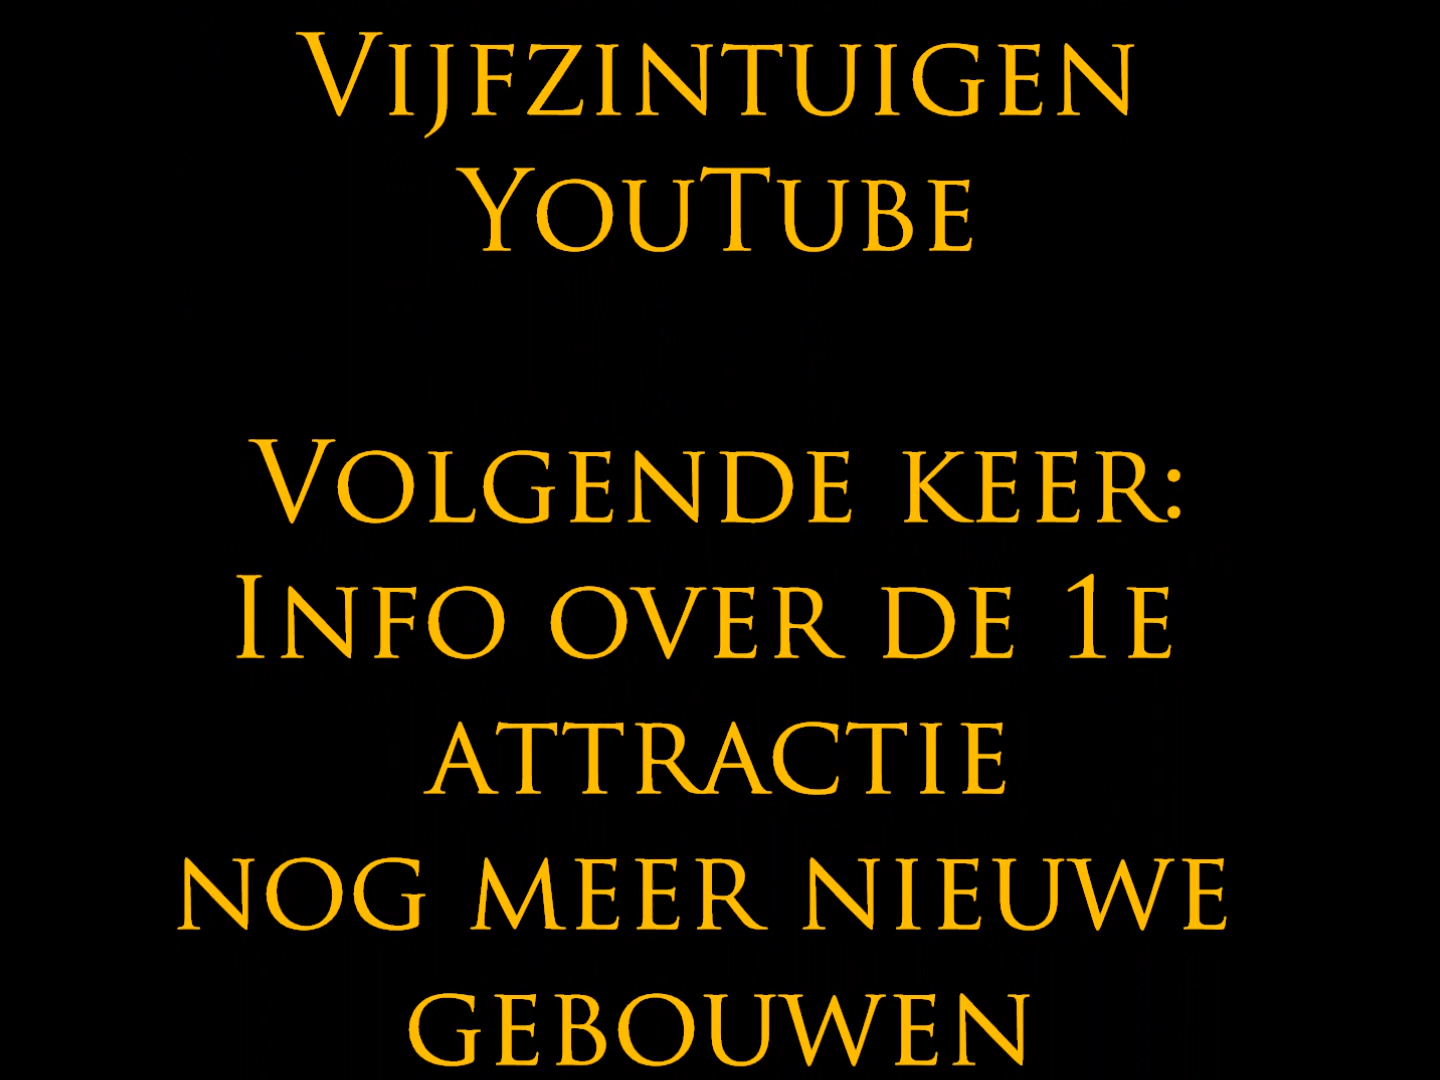 Vijfzintuigen
YouTube
Volgende keer:
Info over de 1e
attractie
nog meer nieuwe
gebouwen